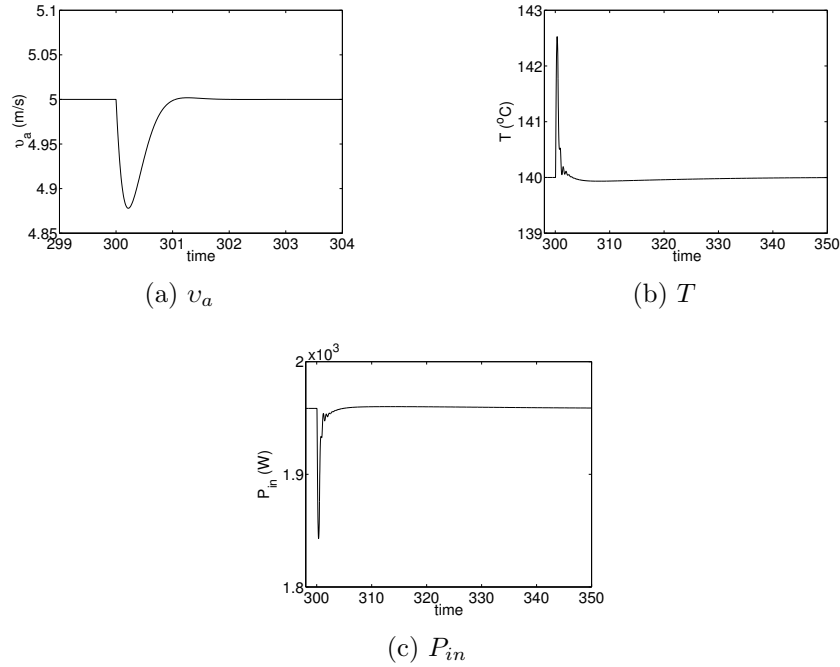 5.1
5.05
5
4.95
4.9
4.85
299 300 301 302 303 304
time
υₐ (m/s)
(a) υₐ
143
142
141
140
139
300 310 320 330 340 350
time
T (°C)
(b) T
x10³
2
1.9
1.8
300 310 320 330 340 350
time
P_in (W)
(c) P_in